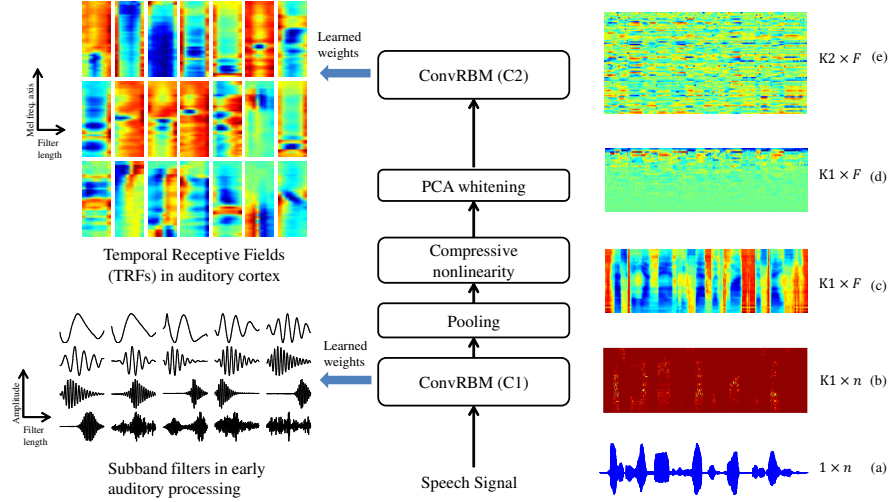 Learned
weights
ConvRBM (C2)
K2 × F
(e)
Mel freq. axis
Filter
length
PCA whitening
K1 × F
(d)
Temporal Receptive Fields
(TRFs) in auditory cortex
Compressive
nonlinearity
K1 × F
(c)
Pooling
Learned
weights
ConvRBM (C1)
K1 × n
(b)
Amplitude
Filter
length
Subband filters in early
auditory processing
Speech Signal
1 × n
(a)